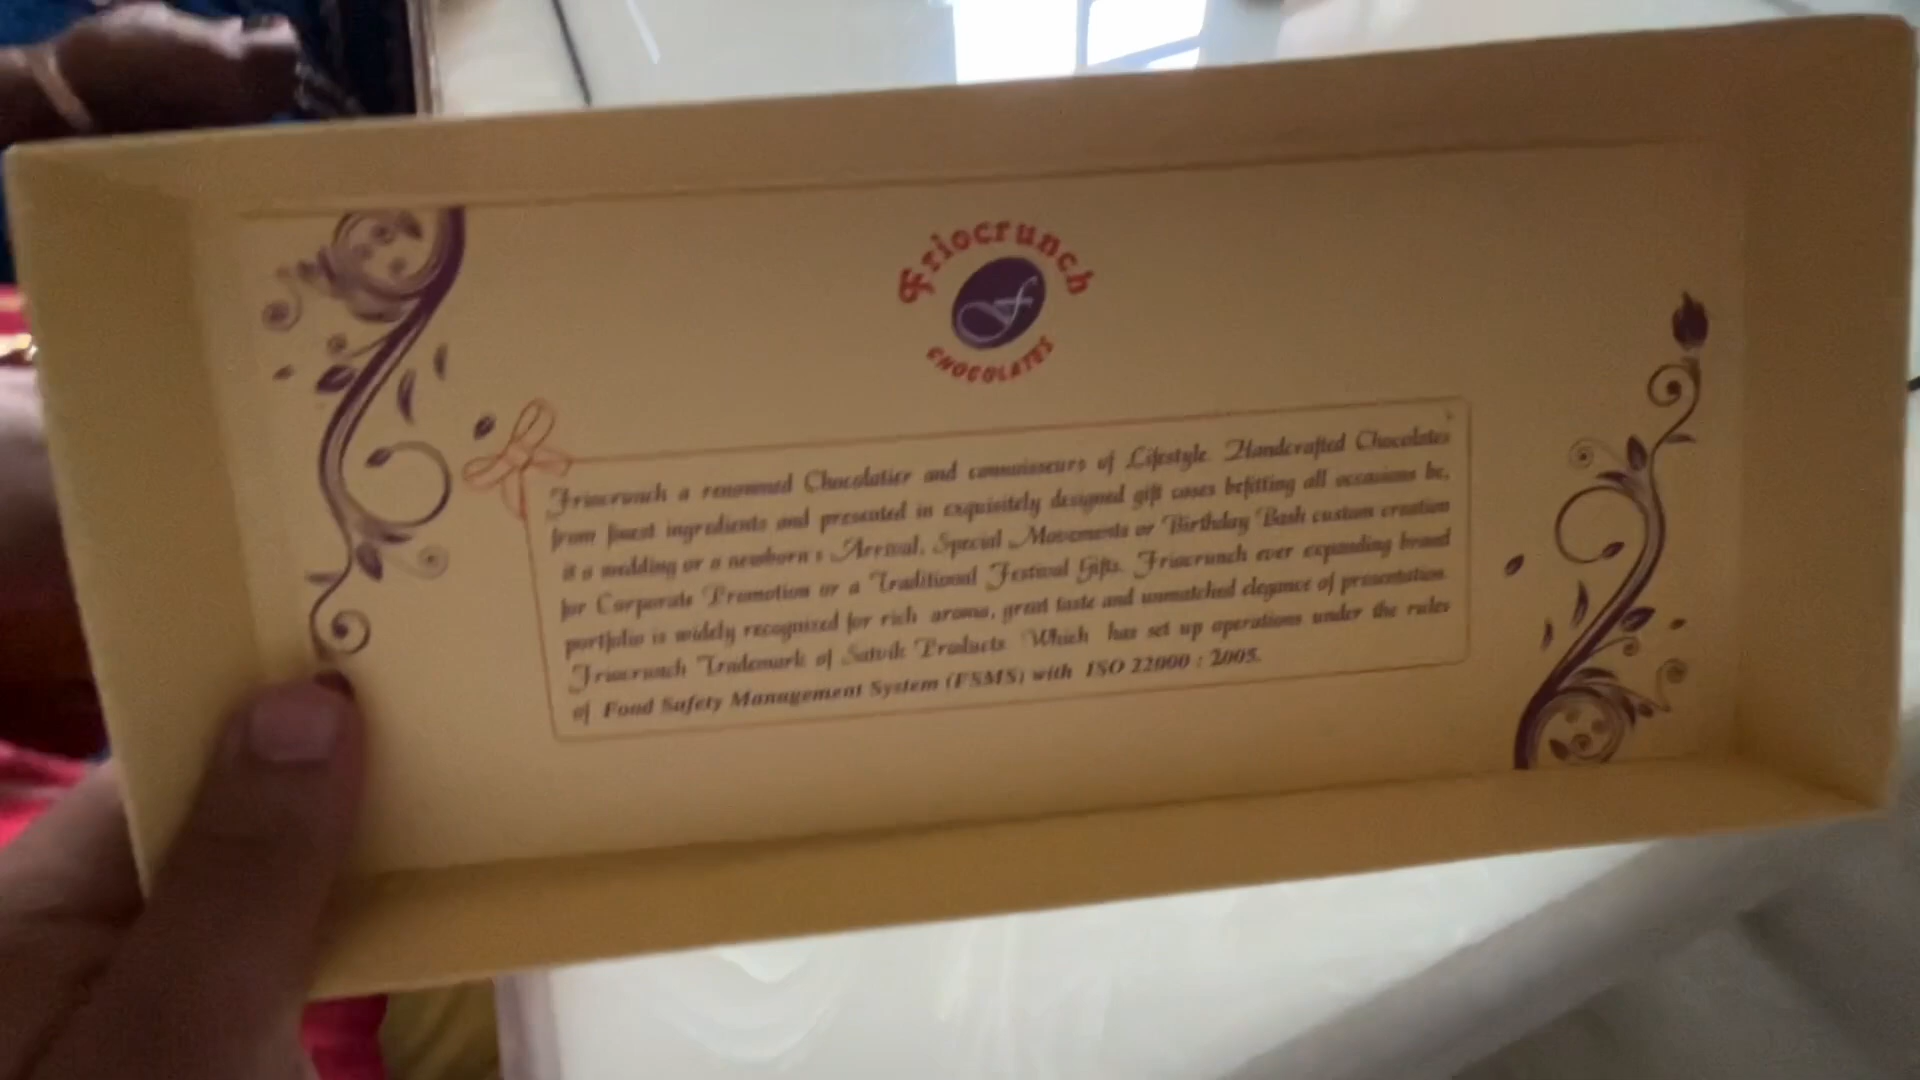 Friocrunch
CHOCOLATES
Friocrunch a renowned Chocolatier and connoisseurs of Lifestyle. Handcrafted Chocolates
from finest ingredients and presented in exquisitely designed gift cases befitting all occasions be,
it a wedding or a newborn s Arrival, Special Movements or Birthday Bash custom creation
for Corporate Promotion or a Traditional Festival Gifts. Friocrunch ever expanding brand
portfolio is widely recognized for rich aroma, great taste and unmatched elegance of presentation.
Friocrunch Trademark of Satvik Products. Which has set up operations under the rules
of Food Safety Management System (FSMS) with ISO 22000 : 2005.